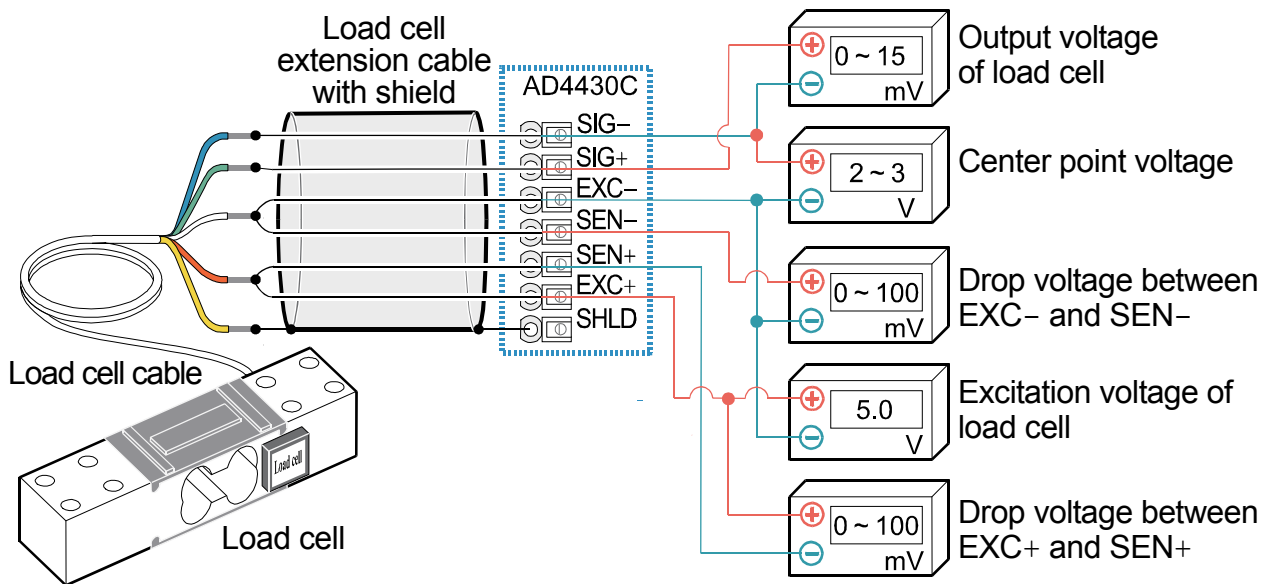 Load cell
extension cable
with shield
AD4430C
SIG−
SIG+
EXC−
SEN−
SEN+
EXC+
SHLD
Load cell cable
Load cell
Load cell
0 ~ 15
mV
Output voltage
of load cell
2 ~ 3
V
Center point voltage
0 ~ 100
mV
Drop voltage between
EXC− and SEN−
5.0
V
Excitation voltage of
load cell
0 ~ 100
mV
Drop voltage between
EXC+ and SEN+